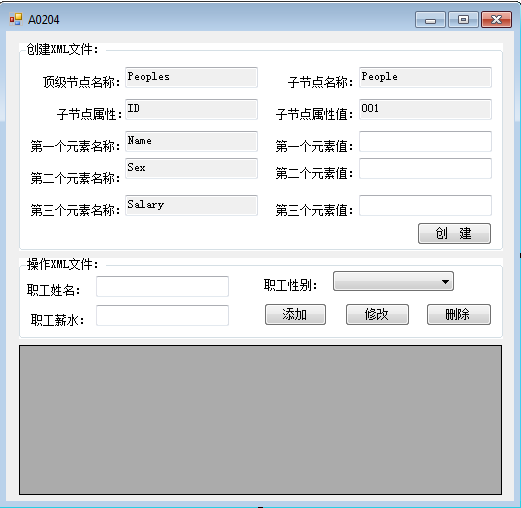 A0204
创建XML文件：
顶级节点名称： Peoples 子节点名称： People
子节点属性： ID 子节点属性值： 001
第一个元素名称： Name 第一个元素值：
第二个元素名称： Sex 第二个元素值：
第三个元素名称： Salary 第三个元素值：
创 建
操作XML文件：
职工姓名： 职工性别：
职工薪水： 添加 修改 删除